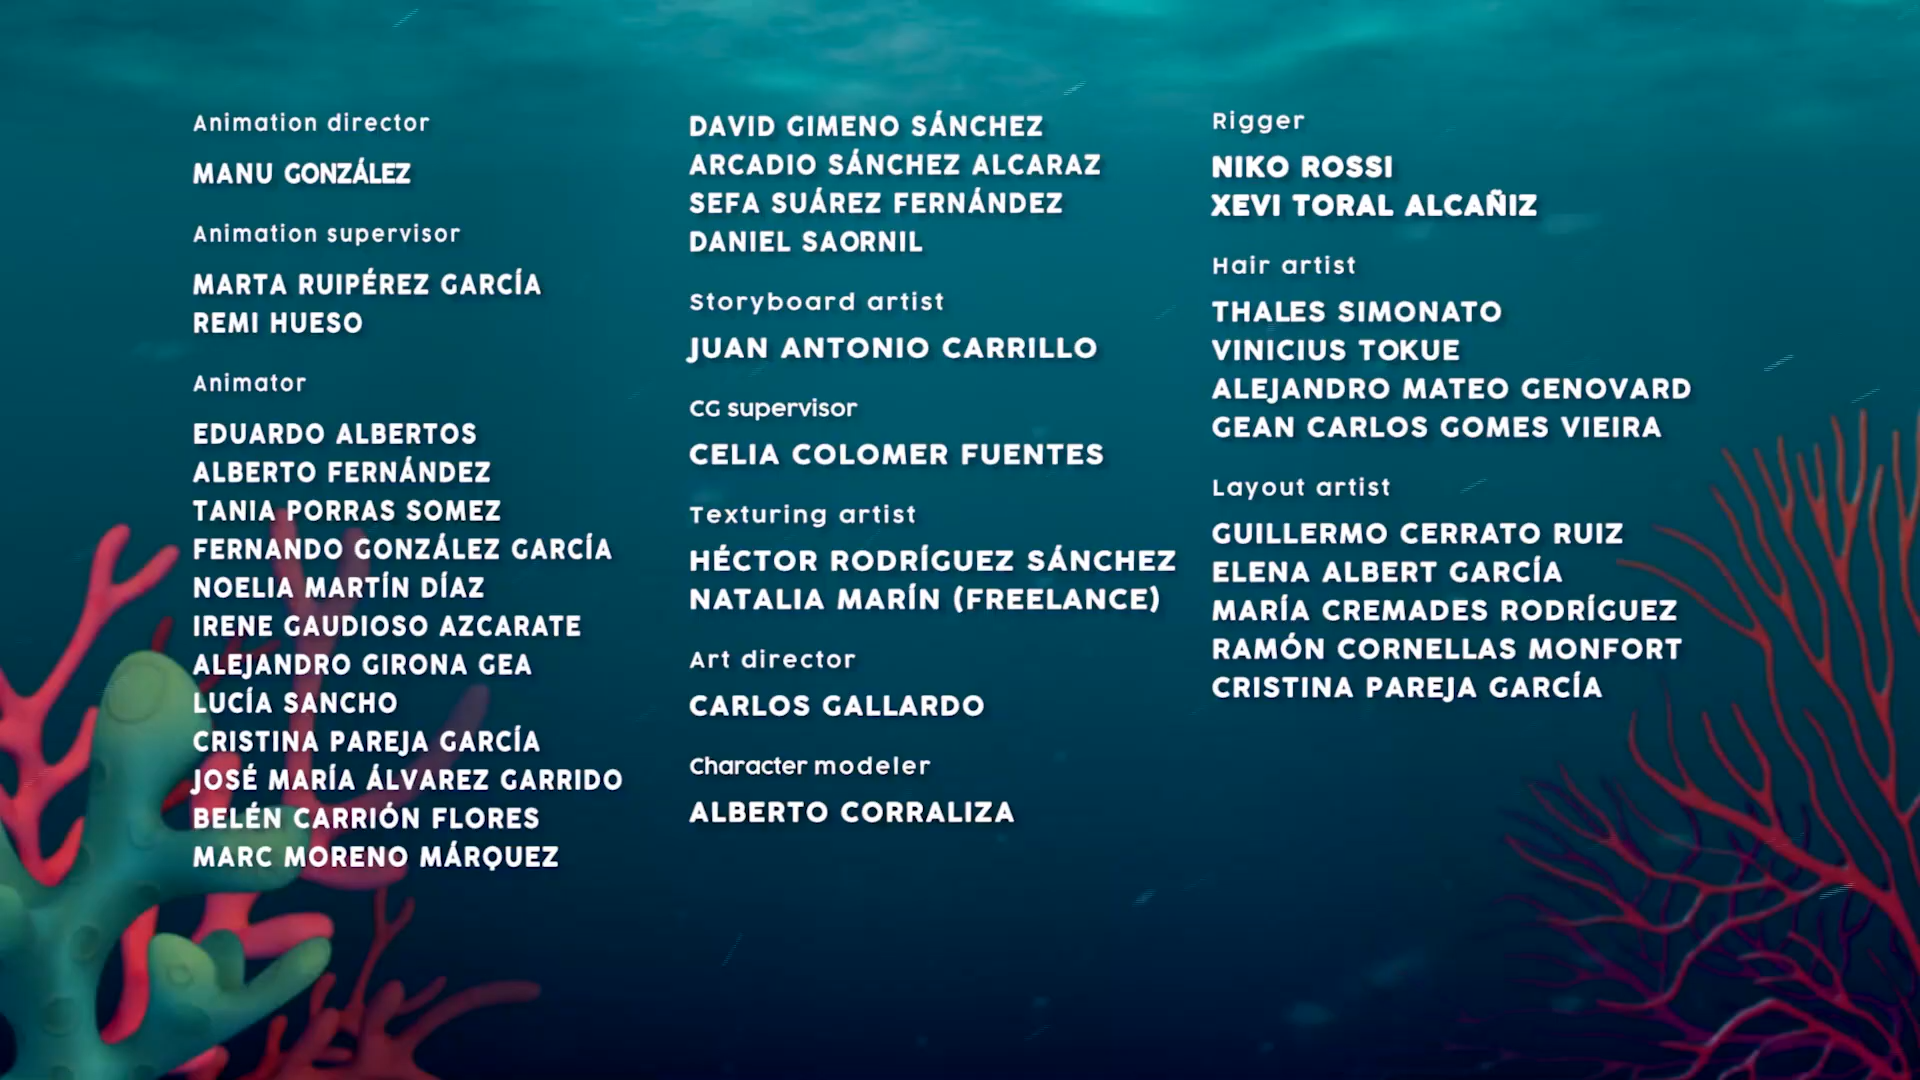 Animation director
MANU GONZÁLEZ
Animation supervisor
MARTA RUIPÉREZ GARCÍA
REMI HUESO
Animator
EDUARDO ALBERTOS
ALBERTO FERNÁNDEZ
TANIA PORRAS SOMEZ
FERNANDO GONZÁLEZ GARCÍA
NOELIA MARTÍN DÍAZ
IRENE GAUDIOSO AZCARATE
ALEJANDRO GIRONA GEA
LUCÍA SANCHO
CRISTINA PAREJA GARCÍA
JOSÉ MARÍA ÁLVAREZ GARRIDO
BELÉN CARRIÓN FLORES
MARC MORENO MÁRQUEZ
DAVID GIMENO SÁNCHEZ
ARCADIO SÁNCHEZ ALCARAZ
SEFA SUÁREZ FERNÁNDEZ
DANIEL SAORNIL
Storyboard artist
JUAN ANTONIO CARRILLO
CG supervisor
CELIA COLOMER FUENTES
Texturing artist
HÉCTOR RODRÍGUEZ SÁNCHEZ
NATALIA MARÍN (FREELANCE)
Art director
CARLOS GALLARDO
Character modeler
ALBERTO CORRALIZA
Rigger
NIKO ROSSI
XEVI TORAL ALCAÑIZ
Hair artist
THALES SIMONATO
VINICIUS TOKUE
ALEJANDRO MATEO GENOVARD
GEAN CARLOS GOMES VIEIRA
Layout artist
GUILLERMO CERRATO RUIZ
ELENA ALBERT GARCÍA
MARÍA CREMADES RODRÍGUEZ
RAMÓN CORNELLAS MONFORT
CRISTINA PAREJA GARCÍA